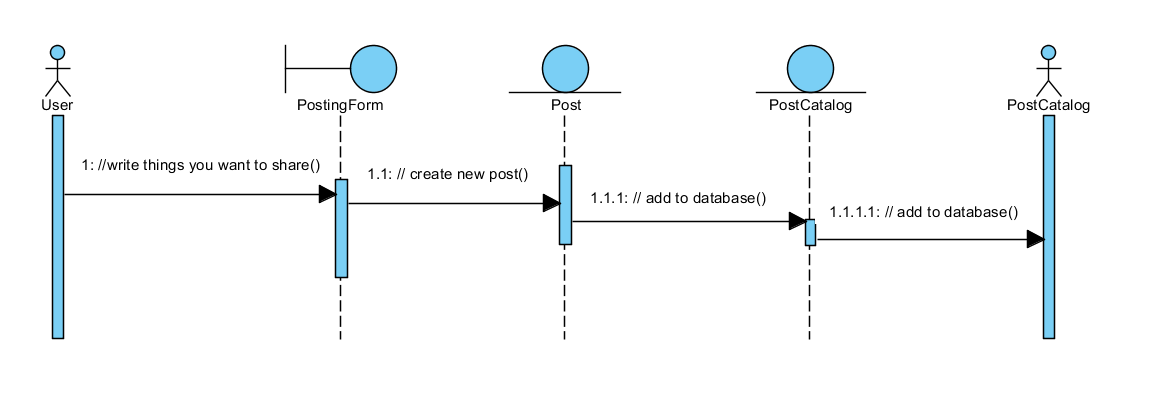 User
PostingForm
Post
PostCatalog
PostCatalog
1: //write things you want to share()
1.1: // create new post()
1.1.1: // add to database()
1.1.1.1: // add to database()